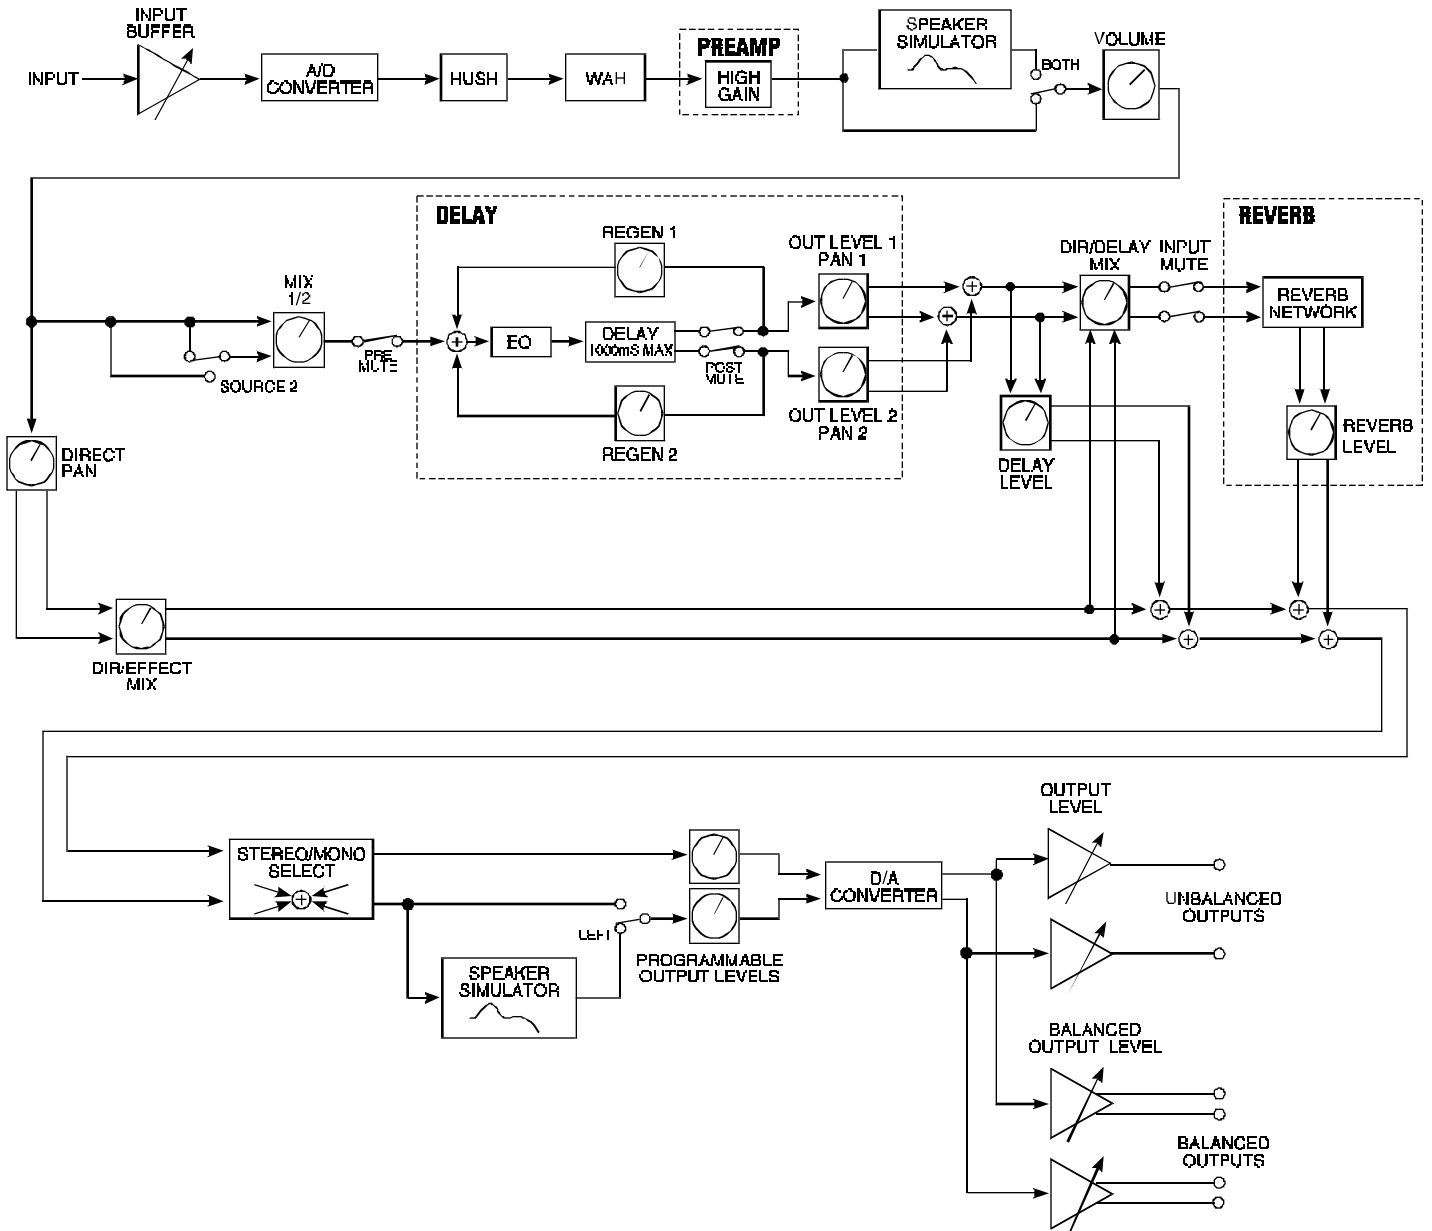 INPUT
BUFFER
INPUT
A/D
CONVERTER
HUSH
WAH
PREAMP
HIGH
GAIN
SPEAKER
SIMULATOR
BOTH
VOLUME
DELAY
REGEN 1
MIX
1/2
SOURCE 2
PRE
MUTE
EQ
DELAY
1000mS MAX
POST
MUTE
REGEN 2
OUT LEVEL 1
PAN 1
OUT LEVEL 2
PAN 2
DIR/DELAY
MIX
INPUT
MUTE
REVERB
REVERB
NETWORK
DELAY
LEVEL
REVERB
LEVEL
DIRECT
PAN
DIR/EFFECT
MIX
STEREO/MONO
SELECT
LEFT
SPEAKER
SIMULATOR
PROGRAMMABLE
OUTPUT LEVELS
D/A
CONVERTER
OUTPUT
LEVEL
UNBALANCED
OUTPUTS
BALANCED
OUTPUT LEVEL
BALANCED
OUTPUTS